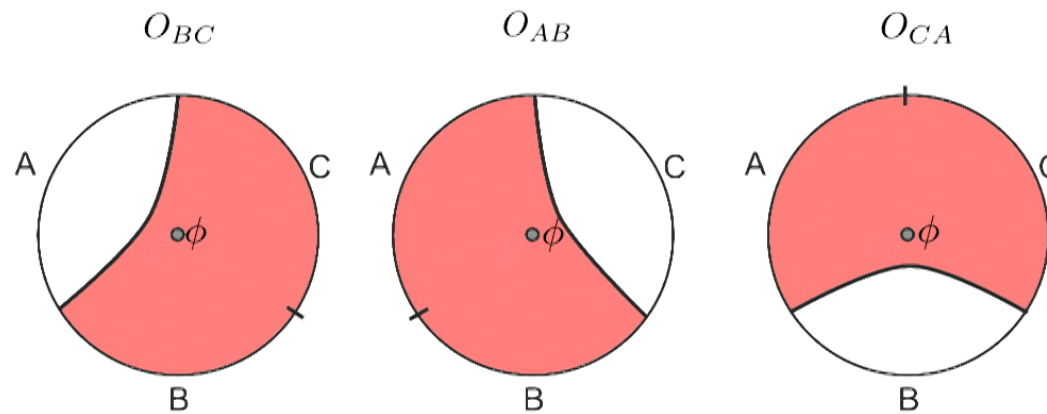 O_{BC} O_{AB} O_{CA}
A C A C A C
ϕ ϕ ϕ
B B B